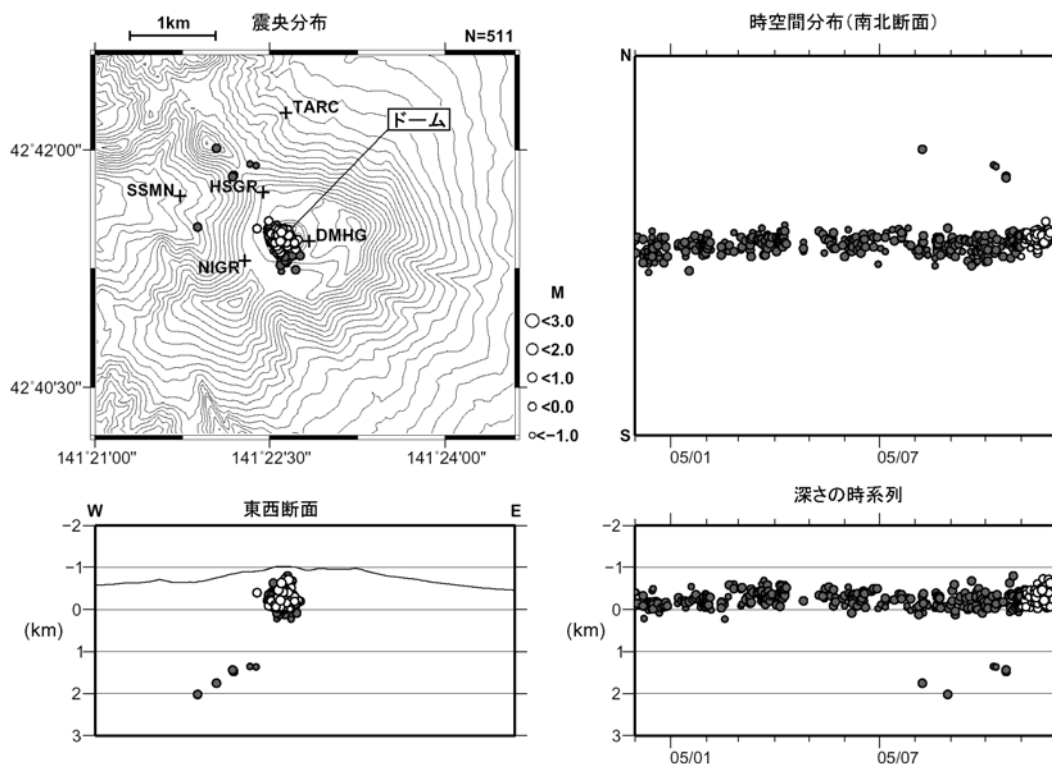 1km
震央分布
N=511
TARC
ドーム
42°42'00"
SSMN
HSGR
DMHG
NIGR
42°40'30"
141°21'00"
141°22'30"
141°24'00"
M
<3.0
<2.0
<1.0
<0.0
<−1.0
時空間分布(南北断面)
N
S
05/01
05/07
W
東西断面
E
−2
−1
0
(km)
1
2
3
深さの時系列
−2
−1
0
(km)
1
2
3
05/01
05/07